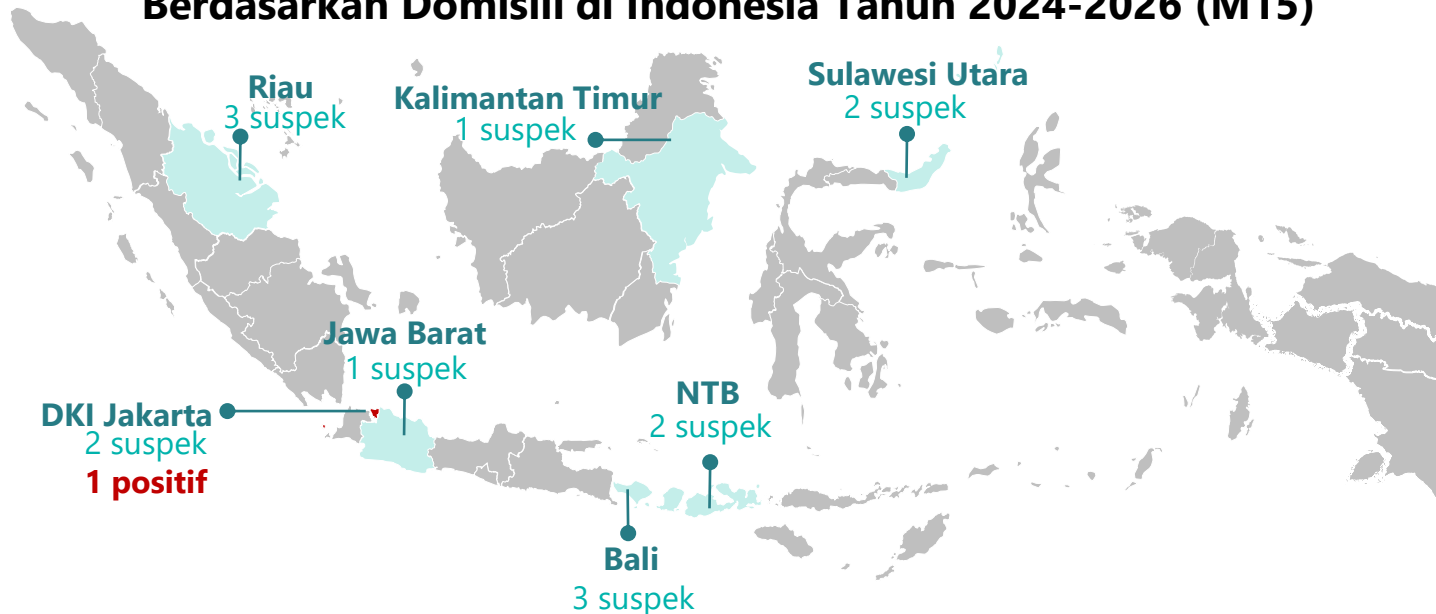 Berdasarkan Domisili di Indonesia Tahun 2024-2026 (M15)
Riau
3 suspek
Kalimantan Timur
1 suspek
Sulawesi Utara
2 suspek
Jawa Barat
1 suspek
DKI Jakarta
2 suspek
1 positif
NTB
2 suspek
Bali
3 suspek